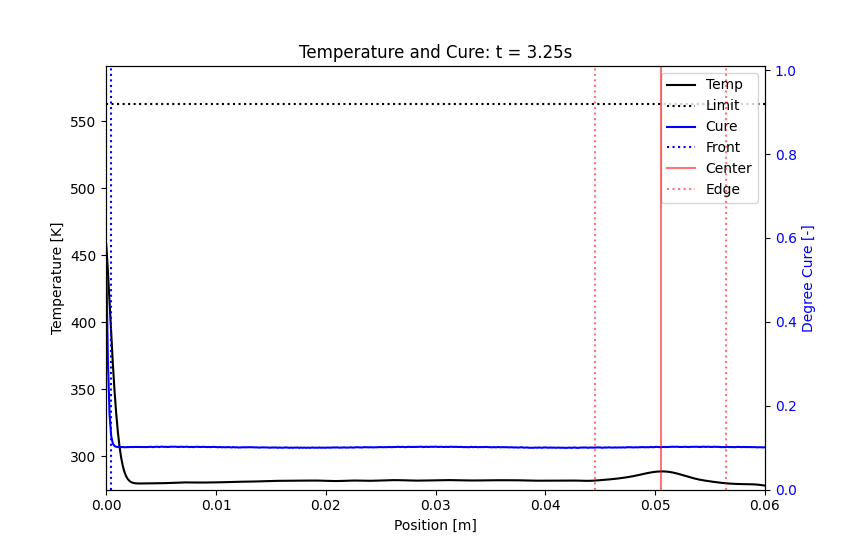 Temperature and Cure: t = 3.25s
Temperature [K]
550
500
450
400
350
300
1.0
0.8
0.6
0.4
0.2
0.0
Degree Cure [-]
Temp
Limit
Cure
Front
Center
Edge
0.00 0.01 0.02 0.03 0.04 0.05 0.06
Position [m]